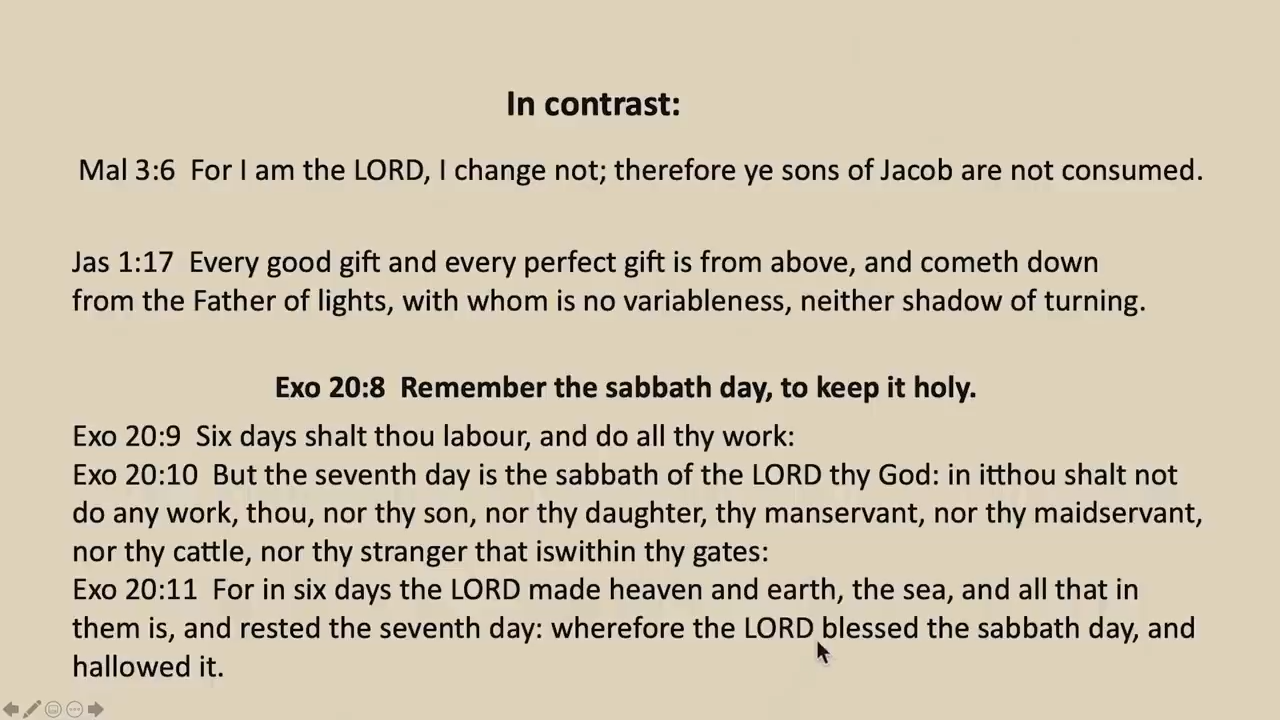 In contrast:
Mal 3:6  For I am the LORD, I change not; therefore ye sons of Jacob are not consumed.
Jas 1:17  Every good gift and every perfect gift is from above, and cometh down
from the Father of lights, with whom is no variableness, neither shadow of turning.
Exo 20:8  Remember the sabbath day, to keep it holy.
Exo 20:9  Six days shalt thou labour, and do all thy work:
Exo 20:10  But the seventh day is the sabbath of the LORD thy God: in itthou shalt not
do any work, thou, nor thy son, nor thy daughter, thy manservant, nor thy maidservant,
nor thy cattle, nor thy stranger that iswithin thy gates:
Exo 20:11  For in six days the LORD made heaven and earth, the sea, and all that in
them is, and rested the seventh day: wherefore the LORD blessed the sabbath day, and
hallowed it.